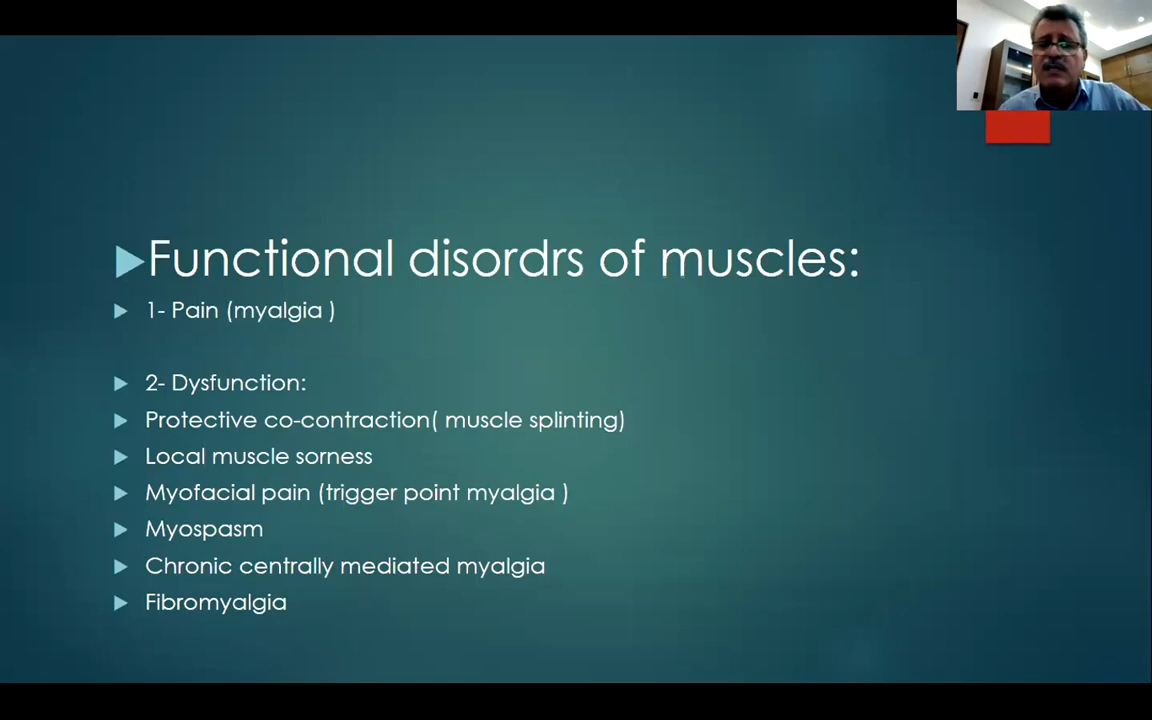 Functional disordrs of muscles:
1- Pain (myalgia )
2- Dysfunction:
Protective co-contraction( muscle splinting)
Local muscle sorness
Myofacial pain (trigger point myalgia )
Myospasm
Chronic centrally mediated myalgia
Fibromyalgia